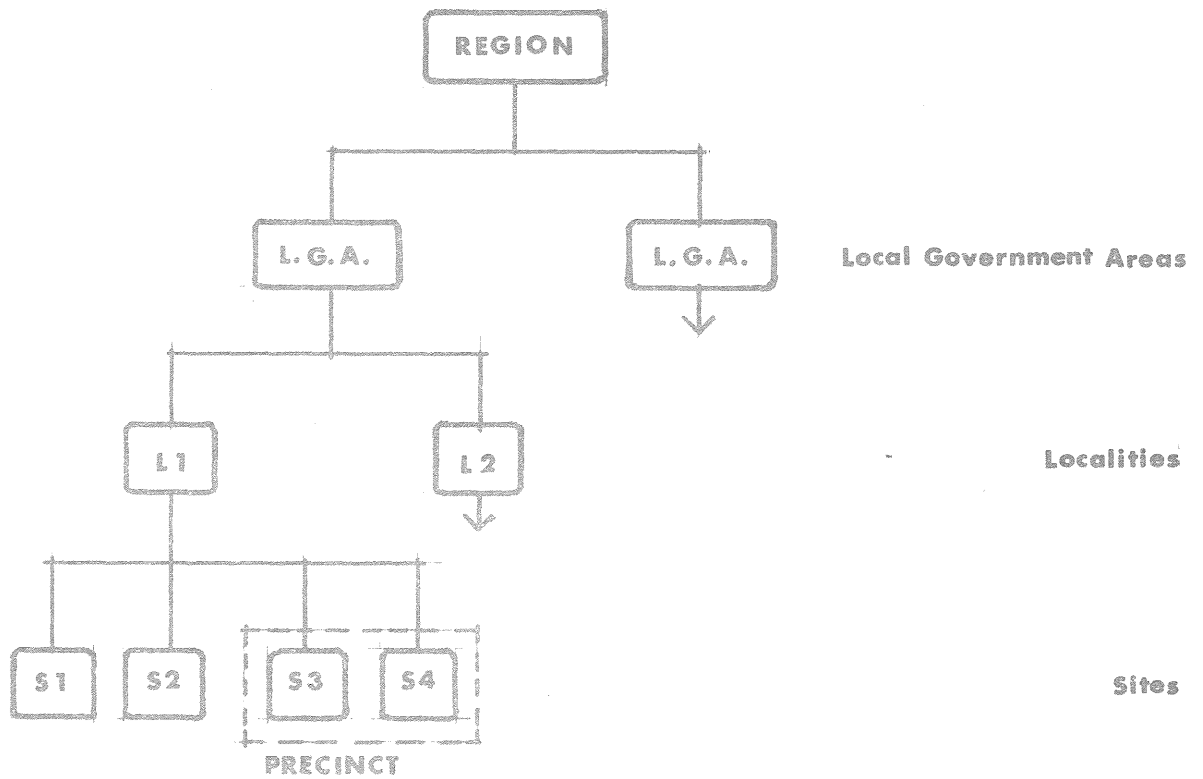 REGION
L.G.A.
L.G.A.
Local Government Areas
L1
L2
Localities
S1
S2
S3
S4
Sites
PRECINCT